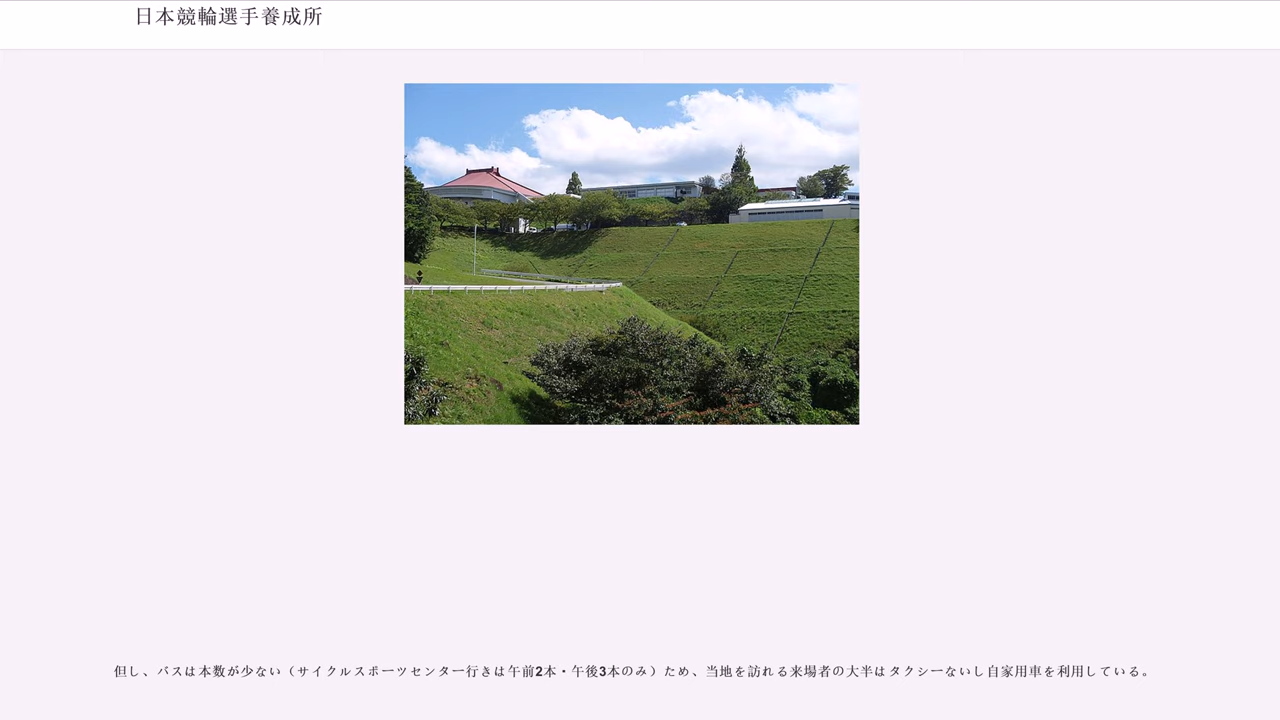 日本競輪選手養成所
但し、バスは本数が少ない（サイクルスポーツセンター行きは午前2本・午後3本のみ）ため、当地を訪れる来場者の大半はタクシーないし自家用車を利用している。